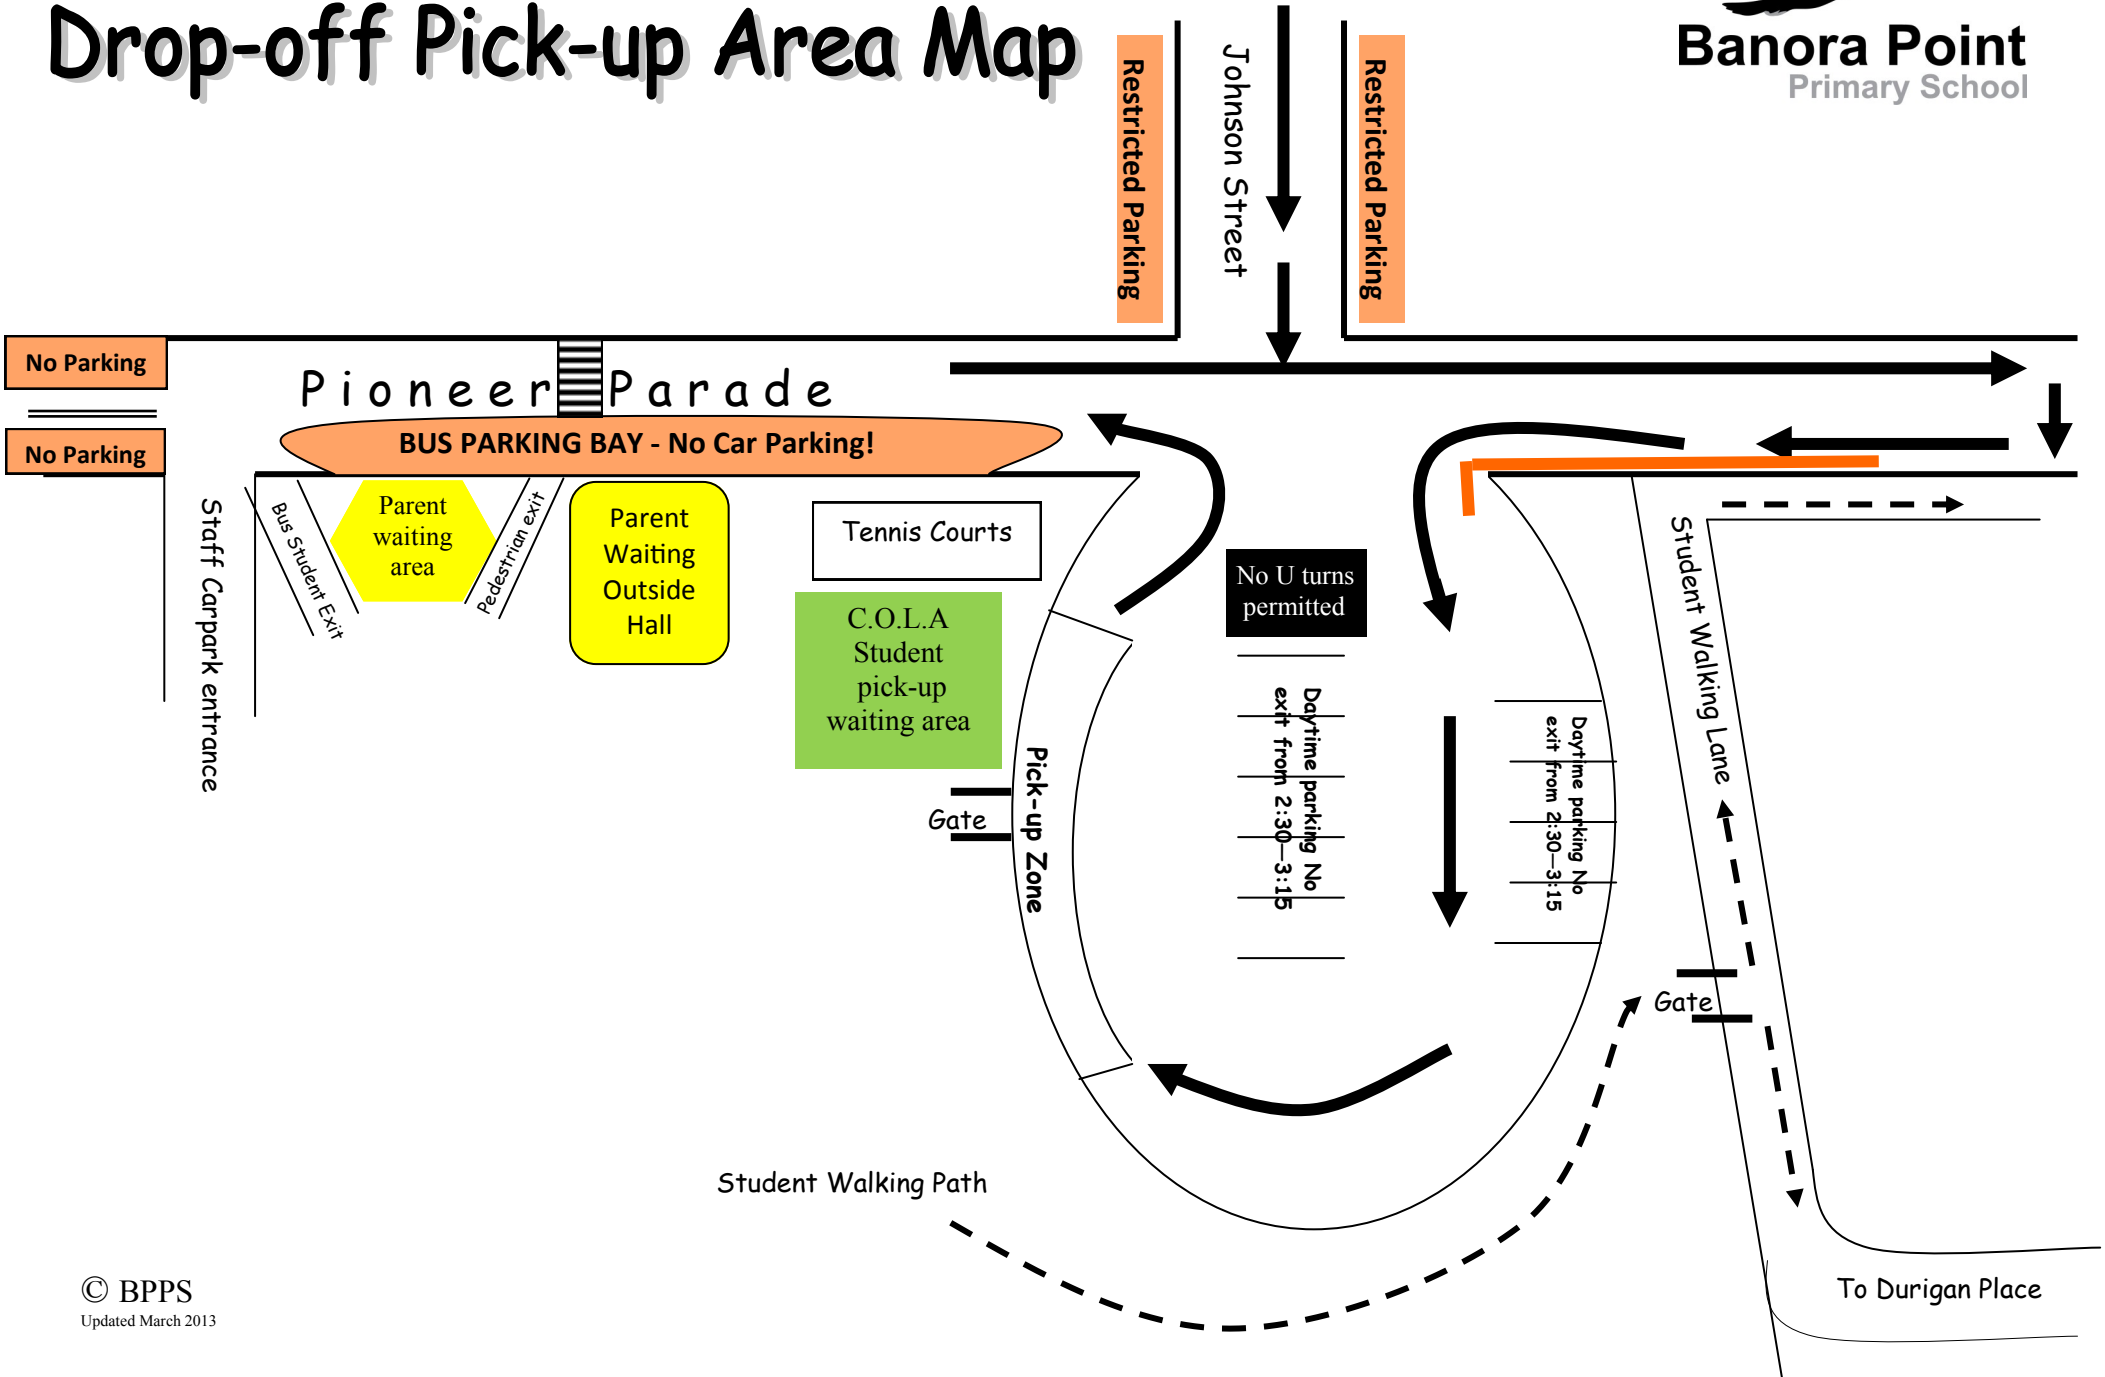 Drop-off Pick-up Area Map
Banora Point
Primary School
Restricted Parking
Johnson Street
Restricted Parking
No Parking
Pioneer Parade
BUS PARKING BAY - No Car Parking!
No Parking
Staff Carpark entrance
Bus Student Exit
Parent
waiting
area
Pedestrian exit
Parent
Waiting
Outside
Hall
Tennis Courts
C.O.L.A
Student
pick-up
waiting area
Gate
Pick-up Zone
No U turns
permitted
Daytime parking No
exit from 2:30—3:15
Daytime parking No
exit from 2:30—3:15
Student Walking Lane
Gate
Student Walking Path
To Durigan Place
© BPPS
Updated March 2013